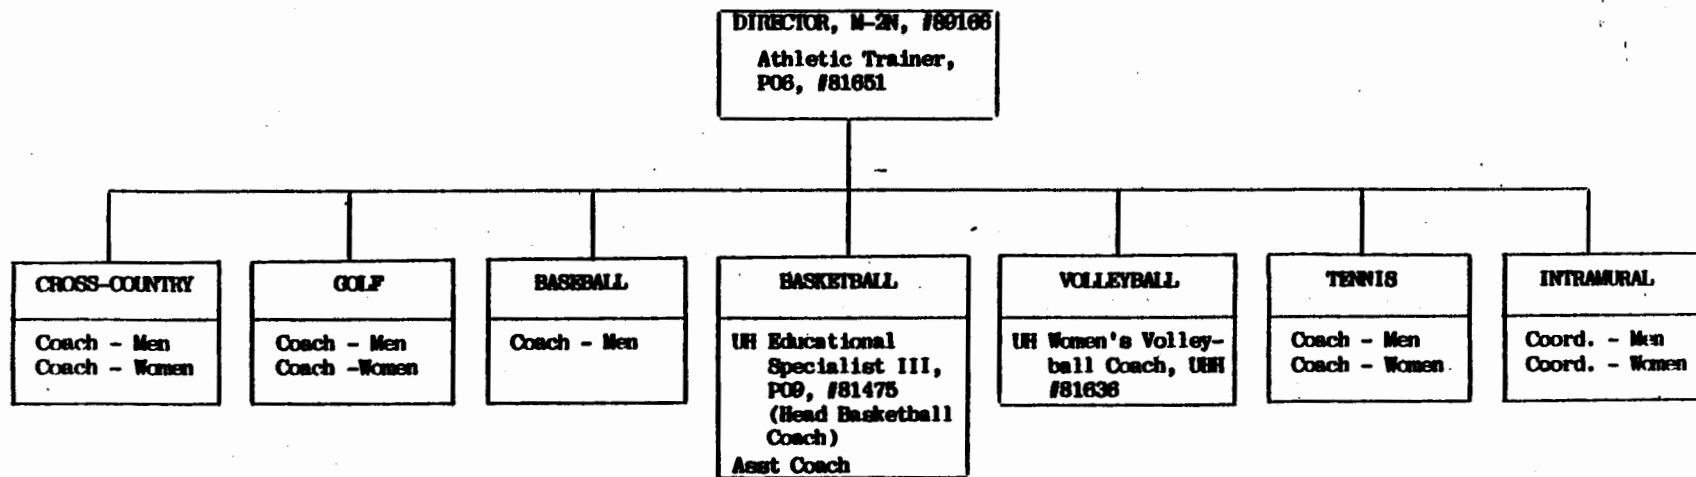 DIRECTOR, M-2N, #89166
Athletic Trainer,
PO6, #81651
CROSS-COUNTRY
Coach - Men
Coach - Women
GOLF
Coach - Men
Coach -Women
BASEBALL
Coach - Men
BASKETBALL
UH Educational
Specialist III,
PO9, #81475
(Head Basketball
Coach)
Asst Coach
VOLLEYBALL
UH Women's Volley-
ball Coach, UHH
#81636
TENNIS
Coach - Men
Coach - Women
INTRAMURAL
Coord. - Men
Coord. - Women